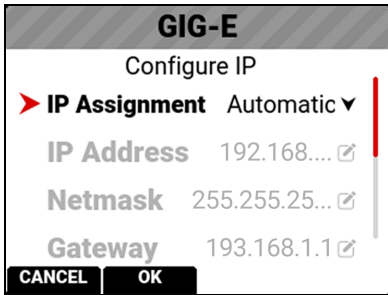 GIG-E
Configure IP
IP Assignment Automatic
IP Address 192.168....
Netmask 255.255.25...
Gateway 193.168.1.1
CANCEL OK